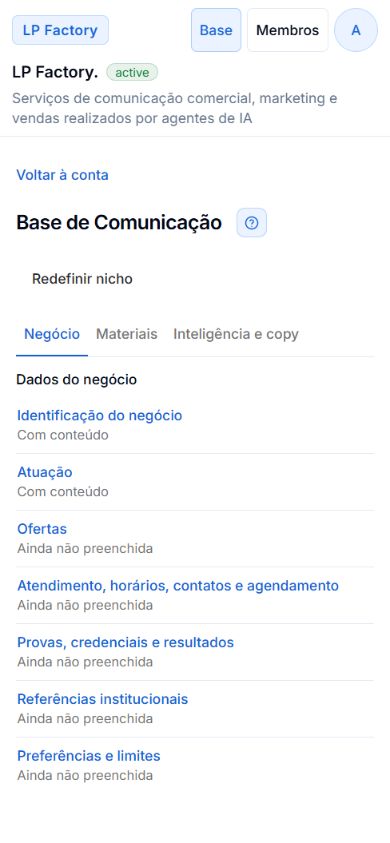 LP Factory
Base
Membros
A
LP Factory.
active
Serviços de comunicação comercial, marketing e
vendas realizados por agentes de IA
Voltar à conta
Base de Comunicação
?
Redefinir nicho
Negócio
Materiais
Inteligência e copy
Dados do negócio
Identificação do negócio
Com conteúdo
Atuação
Com conteúdo
Ofertas
Ainda não preenchida
Atendimento, horários, contatos e agendamento
Ainda não preenchida
Provas, credenciais e resultados
Ainda não preenchida
Referências institucionais
Ainda não preenchida
Preferências e limites
Ainda não preenchida